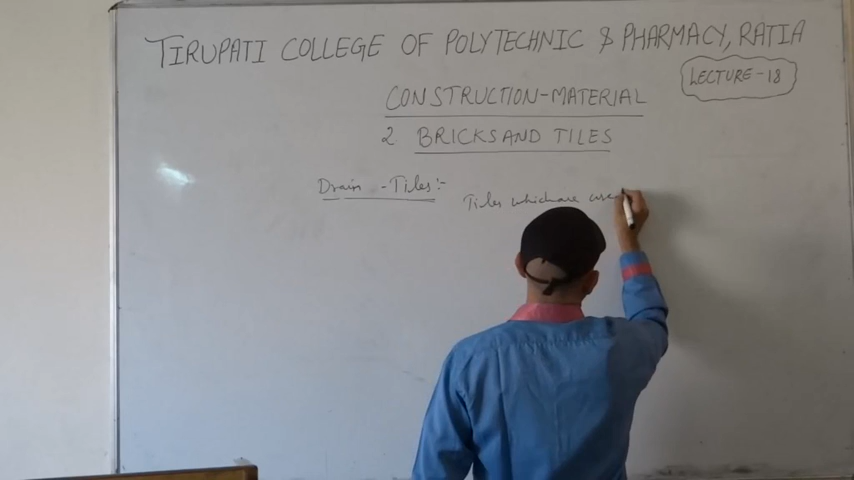 TIRUPATI COLLEGE OF POLYTECHNIC & PHARMACY, RATIA
LECTURE-18
CONSTRUCTION-MATERIAL
2 BRICKS AND TILES
Drain -Tiles:-
Tiles which are use